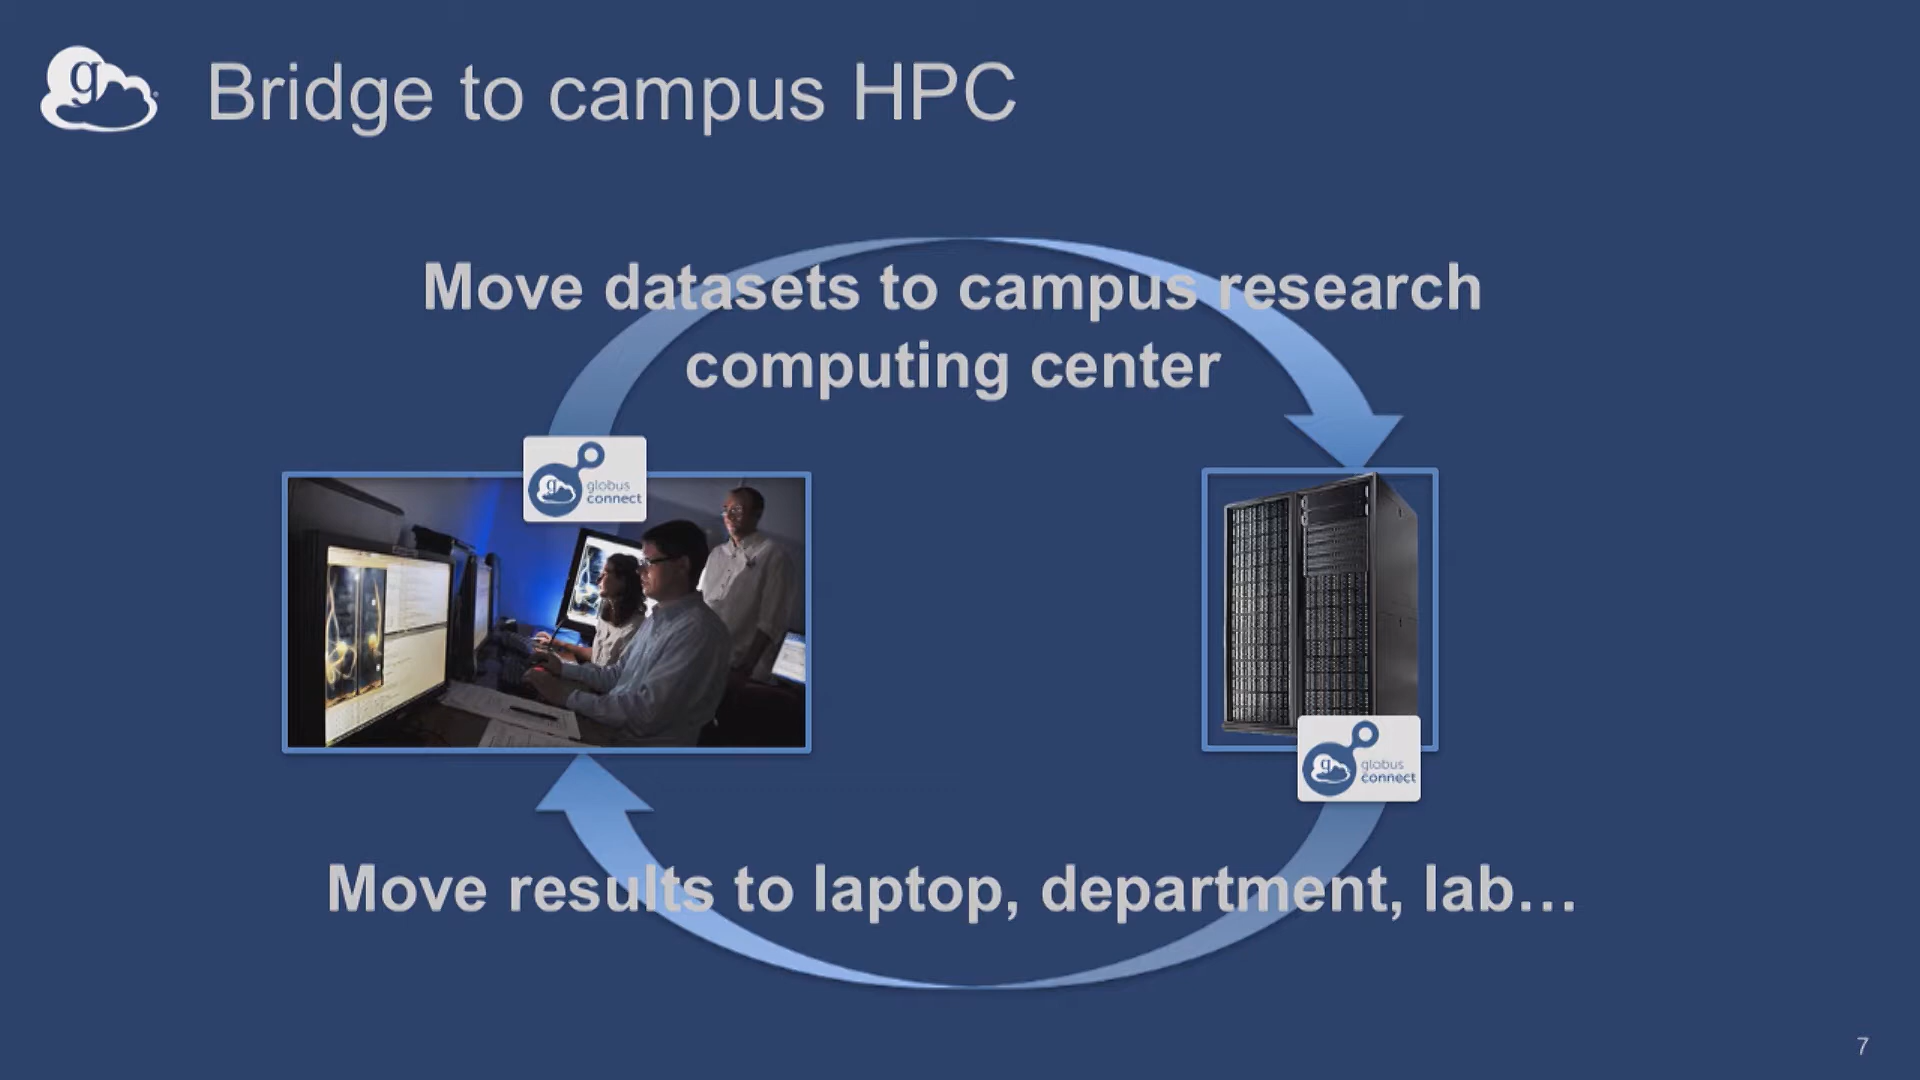 g
Bridge to campus HPC
Move datasets to campus research
computing center
g globus
connect
g globus
connect
Move results to laptop, department, lab...
7